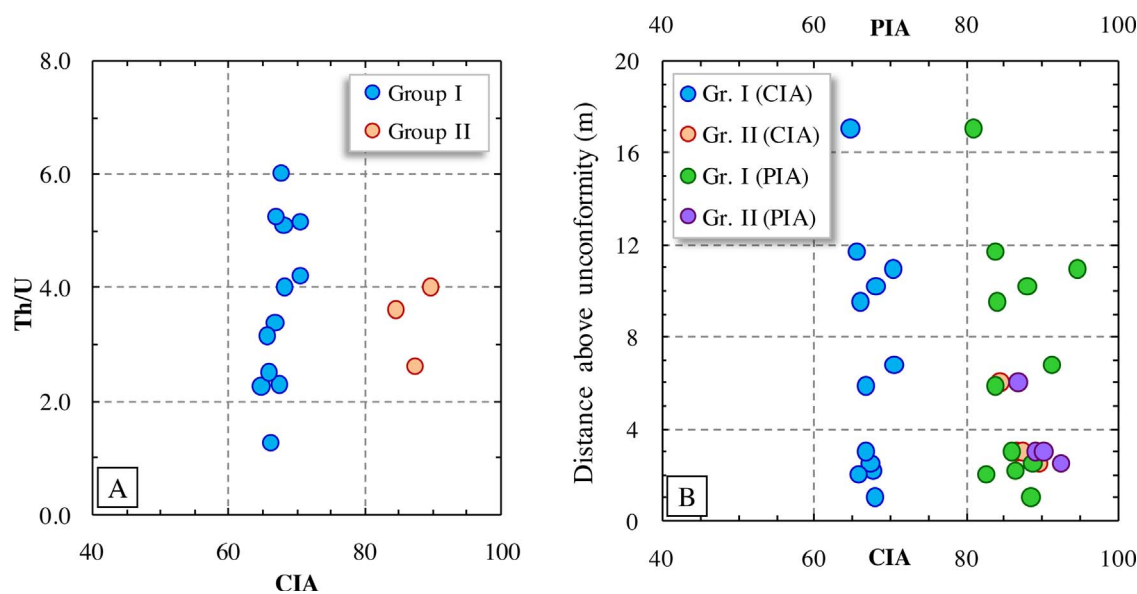 8.0
6.0
4.0
2.0
0.0
Th/U
Group I
Group II
A
40 60 80 100
CIA
40 60 80 100
PIA
20
16
12
8
4
0
Distance above unconformity (m)
Gr. I (CIA)
Gr. II (CIA)
Gr. I (PIA)
Gr. II (PIA)
B
40 60 80 100
CIA